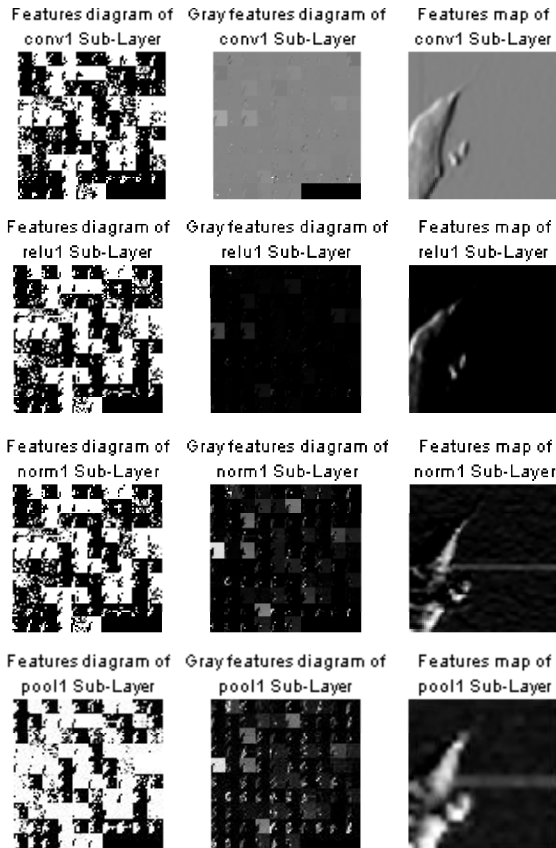 Features diagram of
conv1 Sub-Layer
Gray features diagram of
conv1 Sub-Layer
Features map of
conv1 Sub-Layer
Features diagram of
relu1 Sub-Layer
Gray features diagram of
relu1 Sub-Layer
Features map of
relu1 Sub-Layer
Features diagram of
norm1 Sub-Layer
Gray features diagram of
norm1 Sub-Layer
Features map of
norm1 Sub-Layer
Features diagram of
pool1 Sub-Layer
Gray features diagram of
pool1 Sub-Layer
Features map of
pool1 Sub-Layer